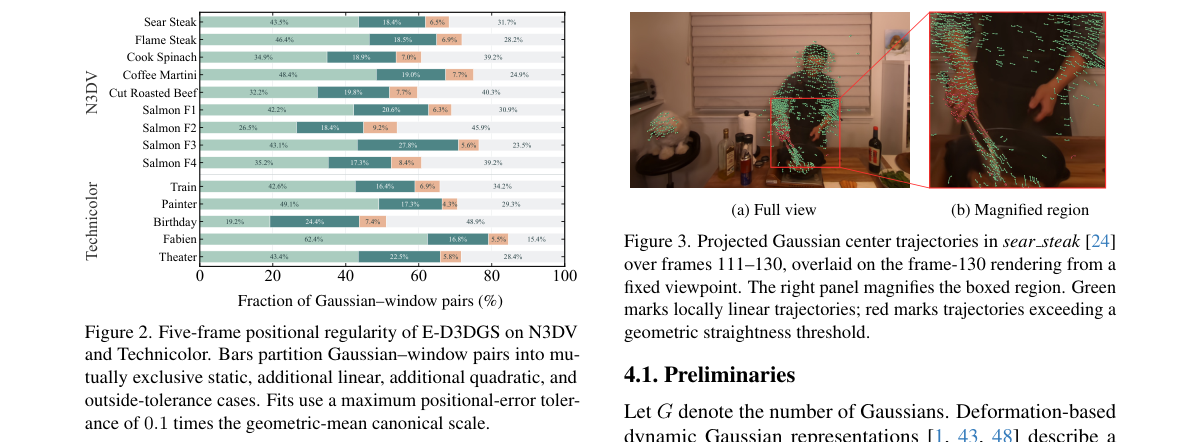 N3DV
Sear Steak 43.5% 18.4% 6.5% 31.7%
Flame Steak 46.4% 18.5% 6.9% 28.2%
Cook Spinach 34.9% 18.9% 7.0% 39.2%
Coffee Martini 48.4% 19.0% 7.7% 24.9%
Cut Roasted Beef 32.2% 19.8% 7.7% 40.3%
Salmon F1 42.2% 20.6% 6.3% 30.9%
Salmon F2 26.5% 18.4% 9.2% 45.9%
Salmon F3 43.1% 27.8% 5.6% 23.5%
Salmon F4 35.2% 17.3% 8.4% 39.2%
Technicolor
Train 42.6% 16.4% 6.9% 34.2%
Painter 49.1% 17.3% 4.3% 29.3%
Birthday 19.2% 24.4% 7.4% 48.9%
Fabien 62.4% 16.8% 5.5% 15.4%
Theater 43.4% 22.5% 5.8% 28.4%
0 20 40 60 80 100
Fraction of Gaussian–window pairs (%)
Figure 2. Five-frame positional regularity of E-D3DGS on N3DV
and Technicolor. Bars partition Gaussian–window pairs into mu-
tually exclusive static, additional linear, additional quadratic, and
outside-tolerance cases. Fits use a maximum positional-error toler-
ance of 0.1 times the geometric-mean canonical scale.
(a) Full view
(b) Magnified region
Figure 3. Projected Gaussian center trajectories in sear_steak [24]
over frames 111–130, overlaid on the frame-130 rendering from a
fixed viewpoint. The right panel magnifies the boxed region. Green
marks locally linear trajectories; red marks trajectories exceeding a
geometric straightness threshold.
4.1. Preliminaries
Let G denote the number of Gaussians. Deformation-based
dynamic Gaussian representations [1, 43, 48] describe a